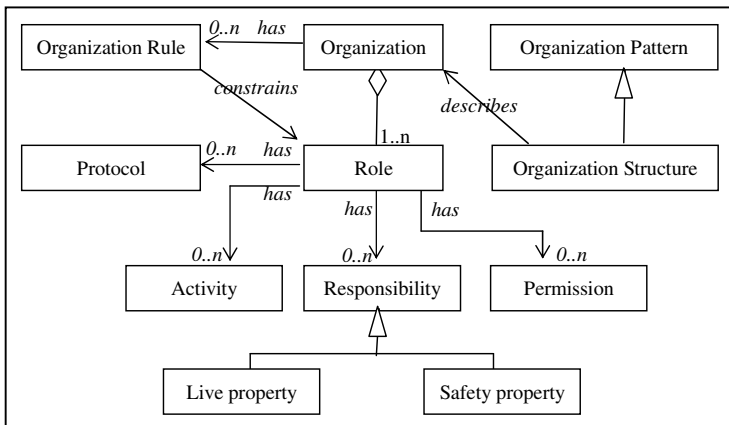 0..n has
Organization Rule
Organization
Organization Pattern
constrains
describes
1..n
0..n has
Protocol
Role
Organization Structure
has
has
has
0..n
0..n
0..n
Activity
Responsibility
Permission
Live property
Safety property